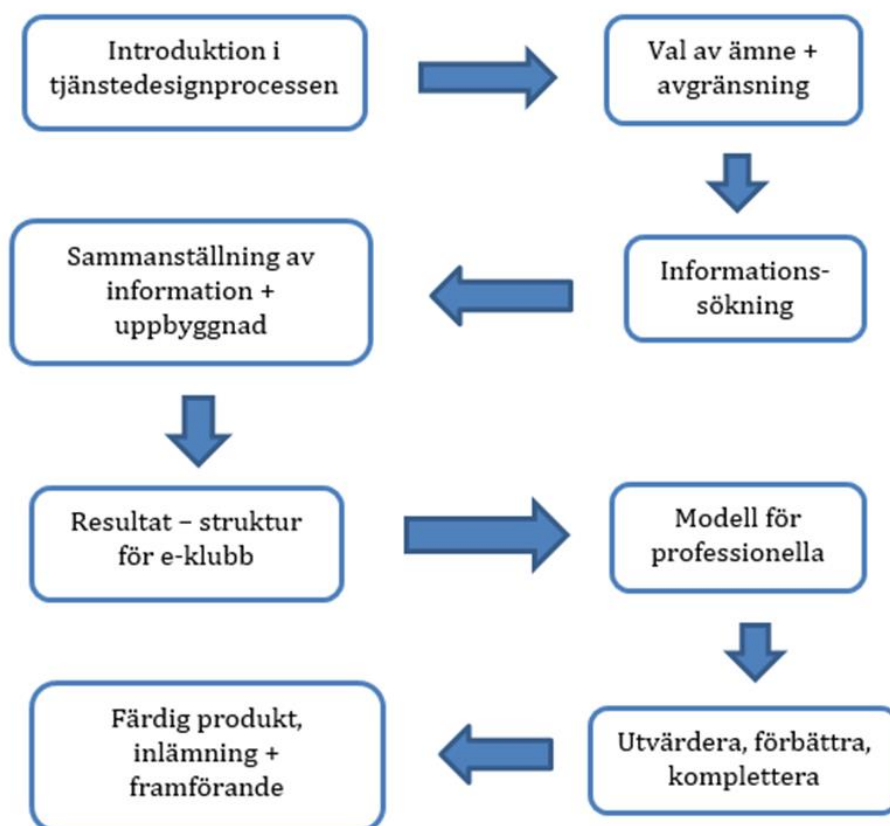 Introduktion i
tjänstedesignprocessen
Val av ämne +
avgränsning
Informations-
sökning
Sammanställning av
information +
uppbyggnad
Resultat – struktur
för e-klubb
Modell för
professionella
Utvärdera, förbättra,
komplettera
Färdig produkt,
inlämning +
framförande